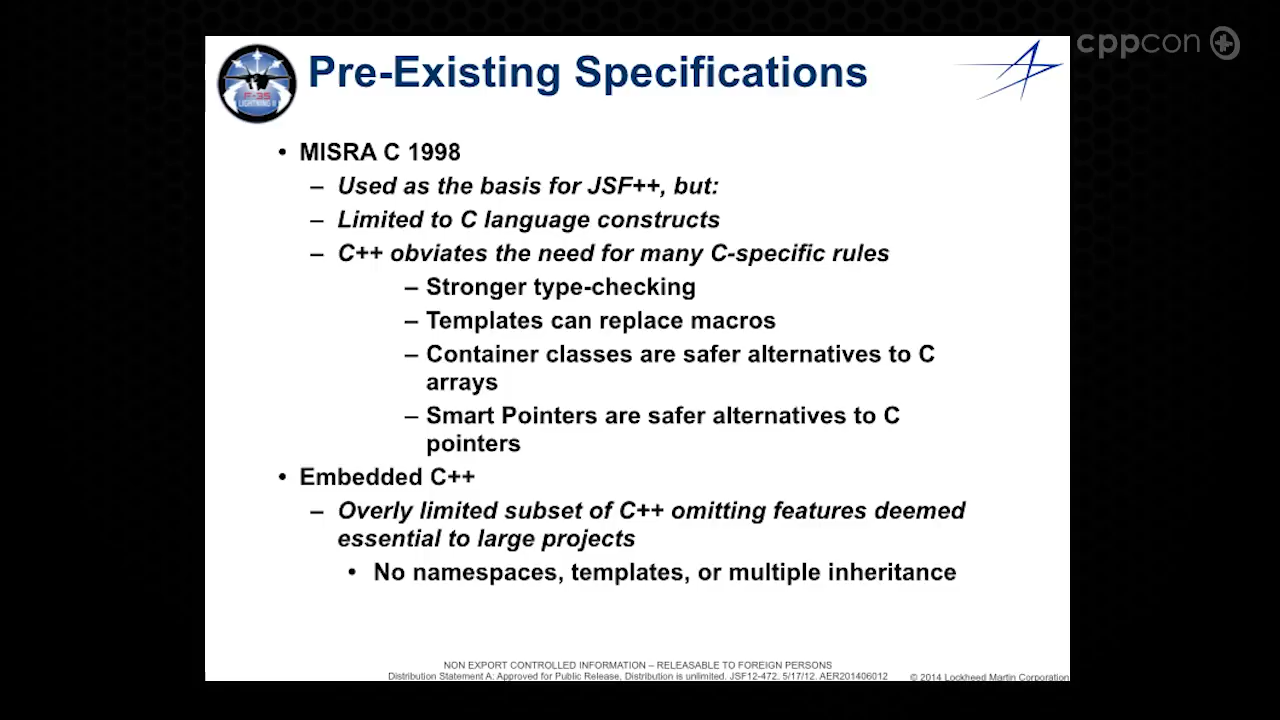 cppcon
Pre-Existing Specifications
F-35
LIGHTNING II
• MISRA C 1998
– Used as the basis for JSF++, but:
– Limited to C language constructs
– C++ obviates the need for many C-specific rules
– Stronger type-checking
– Templates can replace macros
– Container classes are safer alternatives to C
arrays
– Smart Pointers are safer alternatives to C
pointers
• Embedded C++
– Overly limited subset of C++ omitting features deemed
essential to large projects
• No namespaces, templates, or multiple inheritance
NON EXPORT CONTROLLED INFORMATION – RELEASABLE TO FOREIGN PERSONS
Distribution Statement A: Approved for Public Release, Distribution is unlimited. JSF12-472. 5/17/12. AER201406012
© 2014 Lockheed Martin Corporation